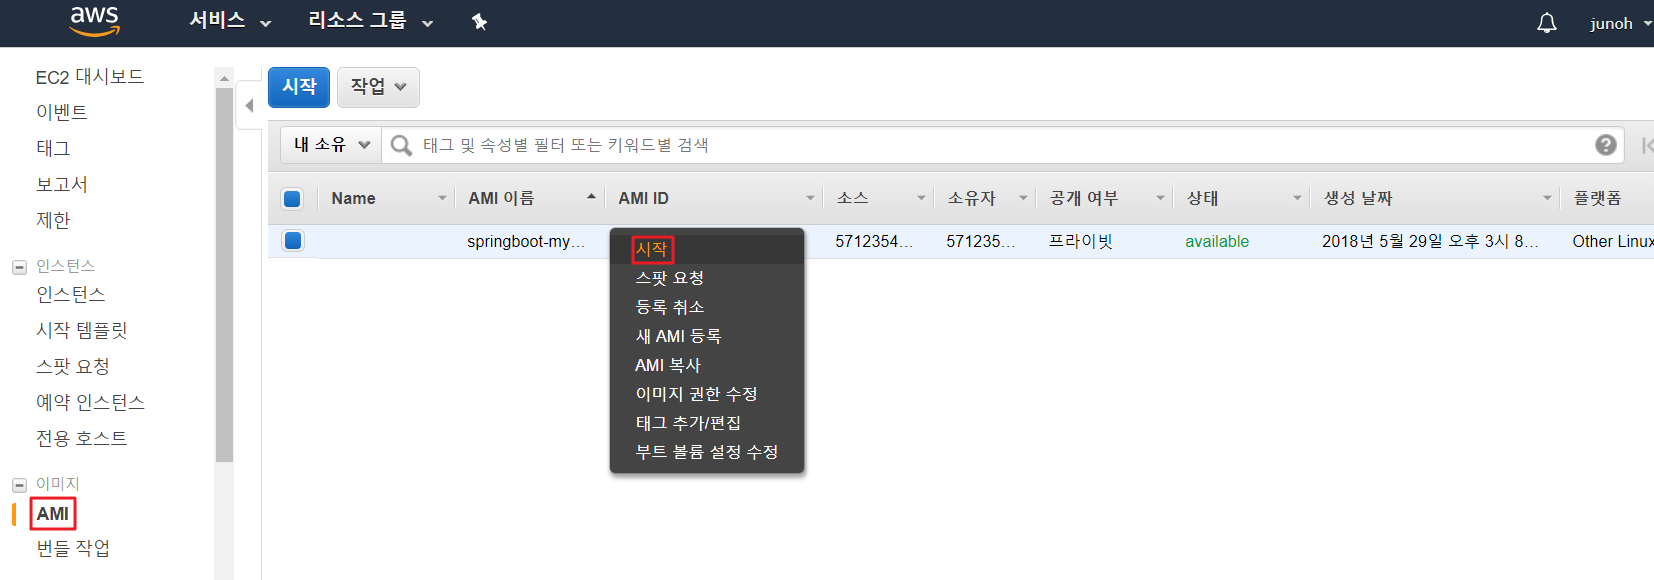 aws 서비스 리소스 그룹 junoh
EC2 대시보드
이벤트
태그
보고서
제한
인스턴스
인스턴스
시작 템플릿
스팟 요청
예약 인스턴스
전용 호스트
이미지
AMI
번들 작업
시작 작업
내 소유 태그 및 속성별 필터 또는 키워드별 검색
Name AMI 이름 AMI ID 소스 소유자 공개 여부 상태 생성 날짜 플랫폼
springboot-my... 5712354... 571235... 프라이빗 available 2018년 5월 29일 오후 3시 8... Other Linux
시작
스팟 요청
등록 취소
새 AMI 등록
AMI 복사
이미지 권한 수정
태그 추가/편집
부트 볼륨 설정 수정